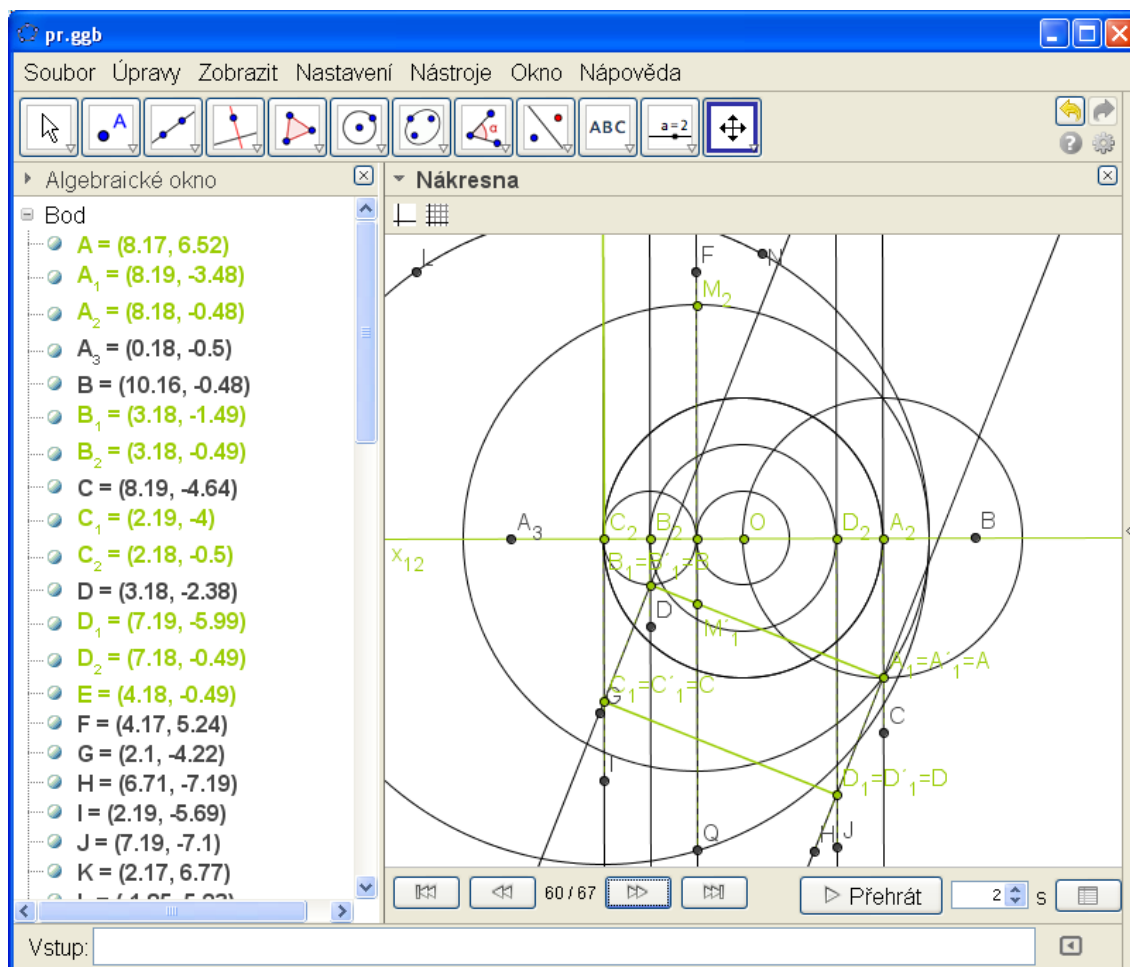 pr.ggb
Soubor Úpravy Zobrazit Nastavení Nástroje Okno Nápověda
A α ABC a=2
Algebraické okno
Bod
A = (8.17, 6.52)
A₁ = (8.19, -3.48)
A₂ = (8.18, -0.48)
A₃ = (0.18, -0.5)
B = (10.16, -0.48)
B₁ = (3.18, -1.49)
B₂ = (3.18, -0.49)
C = (8.19, -4.64)
C₁ = (2.19, -4)
C₂ = (2.18, -0.5)
D = (3.18, -2.38)
D₁ = (7.19, -5.99)
D₂ = (7.18, -0.49)
E = (4.18, -0.49)
F = (4.17, 5.24)
G = (2.1, -4.22)
H = (6.71, -7.19)
I = (2.19, -5.69)
J = (7.19, -7.1)
K = (2.17, 6.77)
Nákresna
L F N
M₂
A₃ C₂ B₂ O D₂ A₂ B
x₁₂
B₁=B´₁=B
D M´₁
A₁=A´₁=A
C₁=C´₁=C
G C
I D₁=D´₁=D
Q H J
60 / 67 Přehrát 2 s
Vstup: